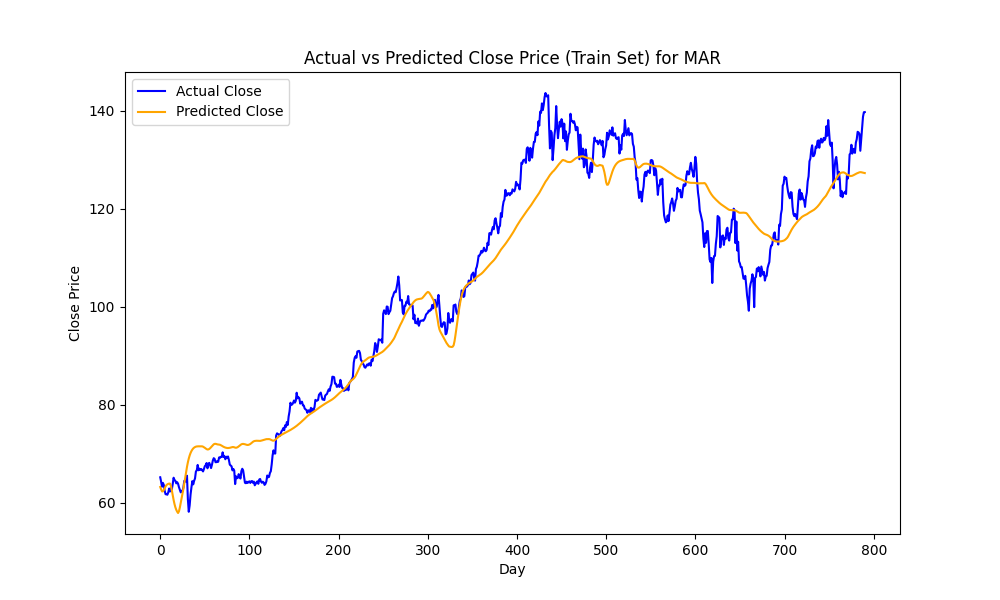 Actual vs Predicted Close Price (Train Set) for MAR
Actual Close
Predicted Close
140
120
100
80
60
Close Price
0 100 200 300 400 500 600 700 800
Day